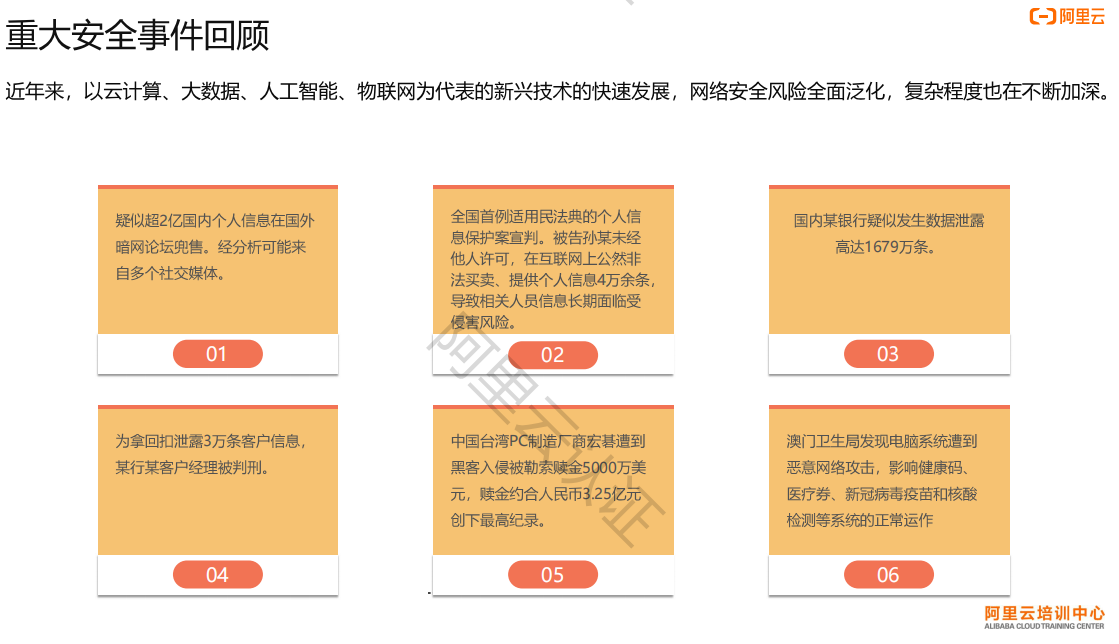 重大安全事件回顾
阿里云
近年来，以云计算、大数据、人工智能、物联网为代表的新兴技术的快速发展，网络安全风险全面泛化，复杂程度也在不断加深。
疑似超2亿国内个人信息在国外
暗网论坛兜售。经分析可能来
自多个社交媒体。
01
全国首例适用民法典的个人信
息保护案宣判。被告孙某未经
他人许可，在互联网上公然非
法买卖、提供个人信息4万余条，
导致相关人员信息长期面临受
侵害风险。
02
国内某银行疑似发生数据泄露
高达1679万条。
03
为拿回扣泄露3万条客户信息，
某行某客户经理被判刑。
04
中国台湾PC制造厂商宏碁遭到
黑客入侵被勒索赎金5000万美
元，赎金约合人民币3.25亿元
创下最高纪录。
05
澳门卫生局发现电脑系统遭到
恶意网络攻击，影响健康码、
医疗券、新冠病毒疫苗和核酸
检测等系统的正常运作
06
阿里云认证
阿里云培训中心
ALIBABA CLOUD TRAINING CENTER